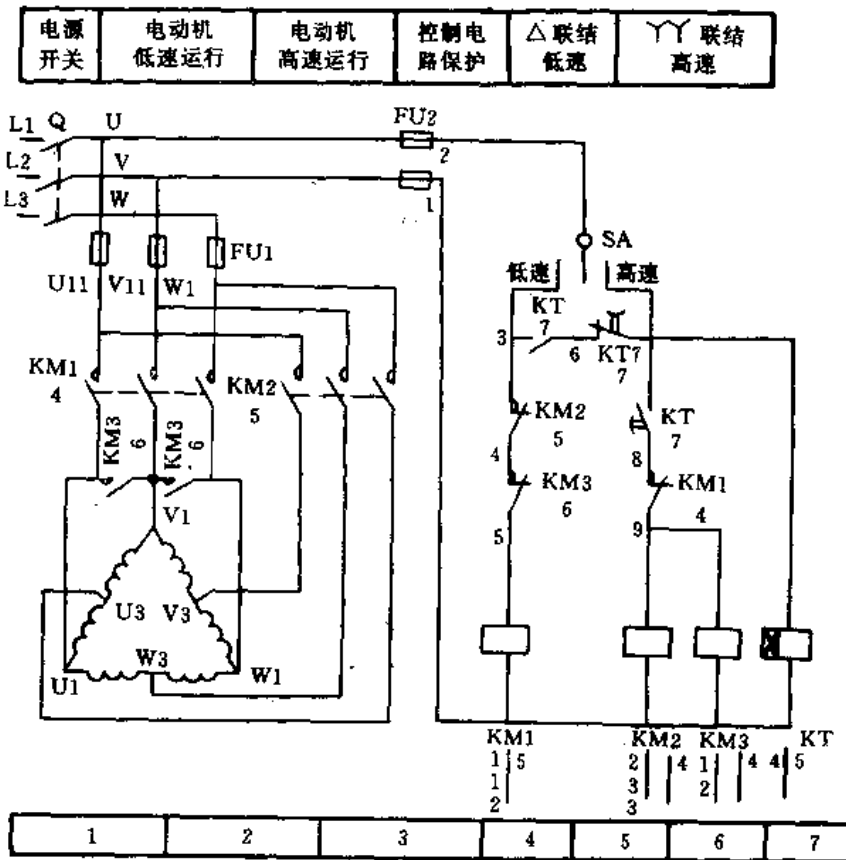 电源
开关
电动机
低速运行
电动机
高速运行
控制电
路保护
△联结
低速
YY 联结
高速
L1 Q U FU2
2
L2 V
1
L3 W
FU1
SA
低速 高速
U11 V11 W1
KT
7
3
6
KT7
7
KM1
4
KM2
5
KM3
6
KM3
6
KM2
5
KT
7
4
8
KM3
6
KM1
4
5
9
V1
U3 V3
W3
U1
W1
KM1
KM2
KM3
KT
1 5
1
2
2 4
3
3
1 4
2
4 5
1 2 3 4 5 6 7